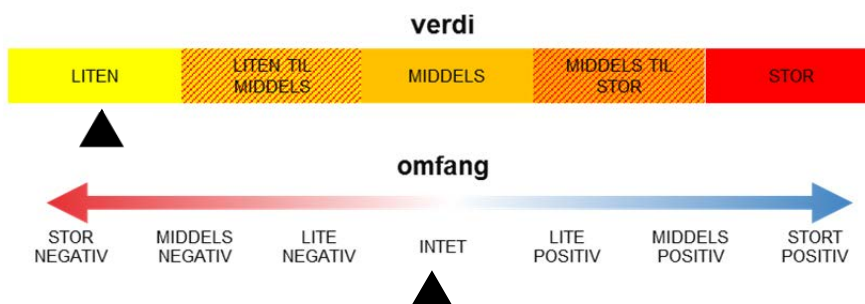 verdi
LITEN
LITEN TIL
MIDDELS
MIDDELS
MIDDELS TIL
STOR
STOR
omfang
STOR
NEGATIV
MIDDELS
NEGATIV
LITE
NEGATIV
INTET
LITE
POSITIV
MIDDELS
POSITIV
STORT
POSITIV